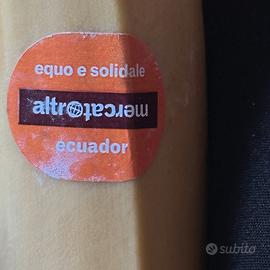 equo e solidale
altromercato
ecuador
subito